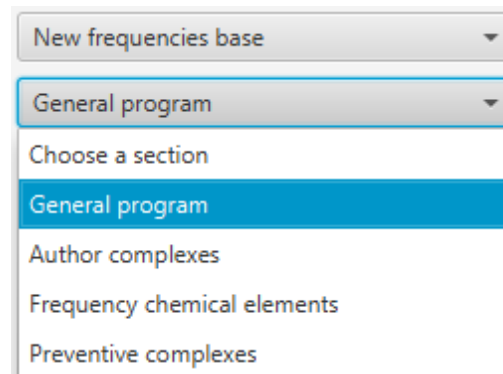 New frequencies base
General program
Choose a section
General program
Author complexes
Frequency chemical elements
Preventive complexes